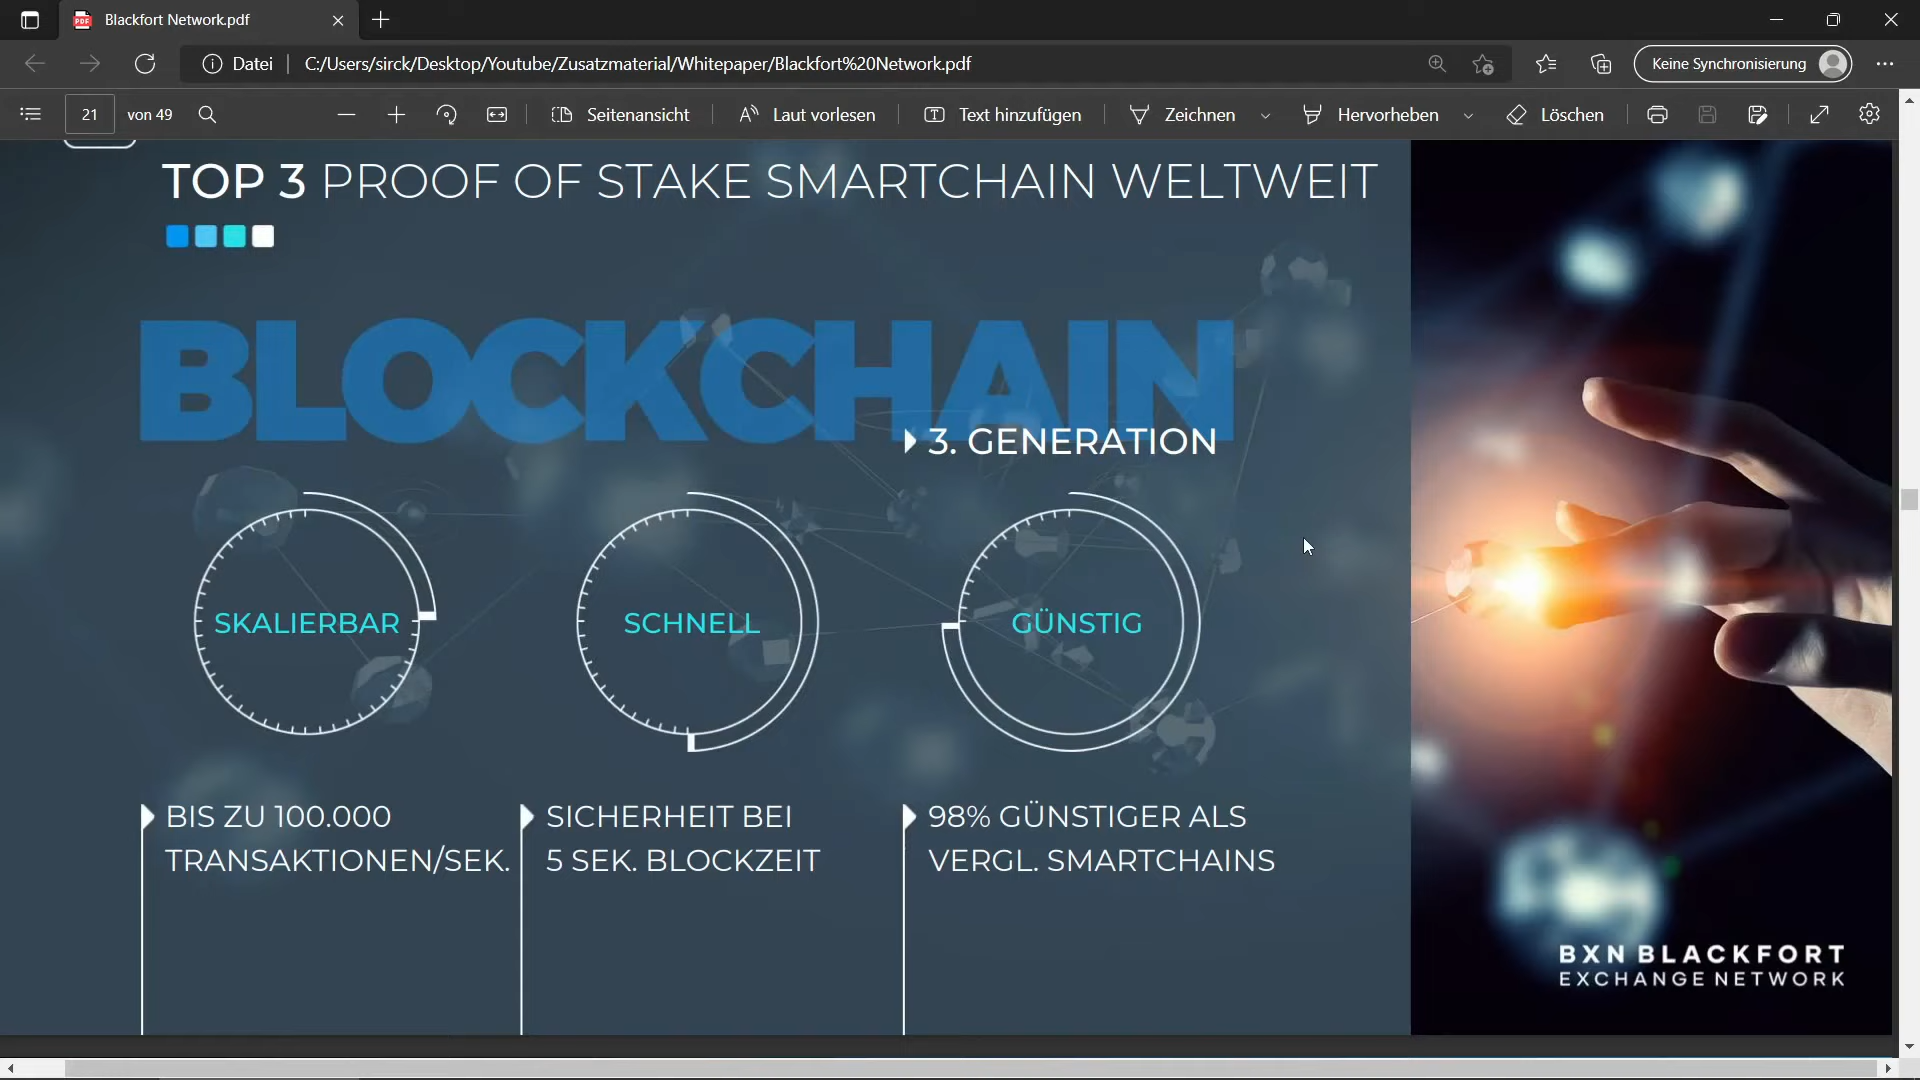 Blackfort Network.pdf
Datei
C:/Users/sirck/Desktop/Youtube/Zusatzmaterial/Whitepaper/Blackfort%20Network.pdf
Keine Synchronisierung
21 von 49
Seitenansicht
Laut vorlesen
Text hinzufügen
Zeichnen
Hervorheben
Löschen
TOP 3 PROOF OF STAKE SMARTCHAIN WELTWEIT
BLOCKCHAIN
3. GENERATION
SKALIERBAR
SCHNELL
GÜNSTIG
BIS ZU 100.000
TRANSAKTIONEN/SEK.
SICHERHEIT BEI
5 SEK. BLOCKZEIT
98% GÜNSTIGER ALS
VERGL. SMARTCHAINS
BXN BLACKFORT
EXCHANGE NETWORK